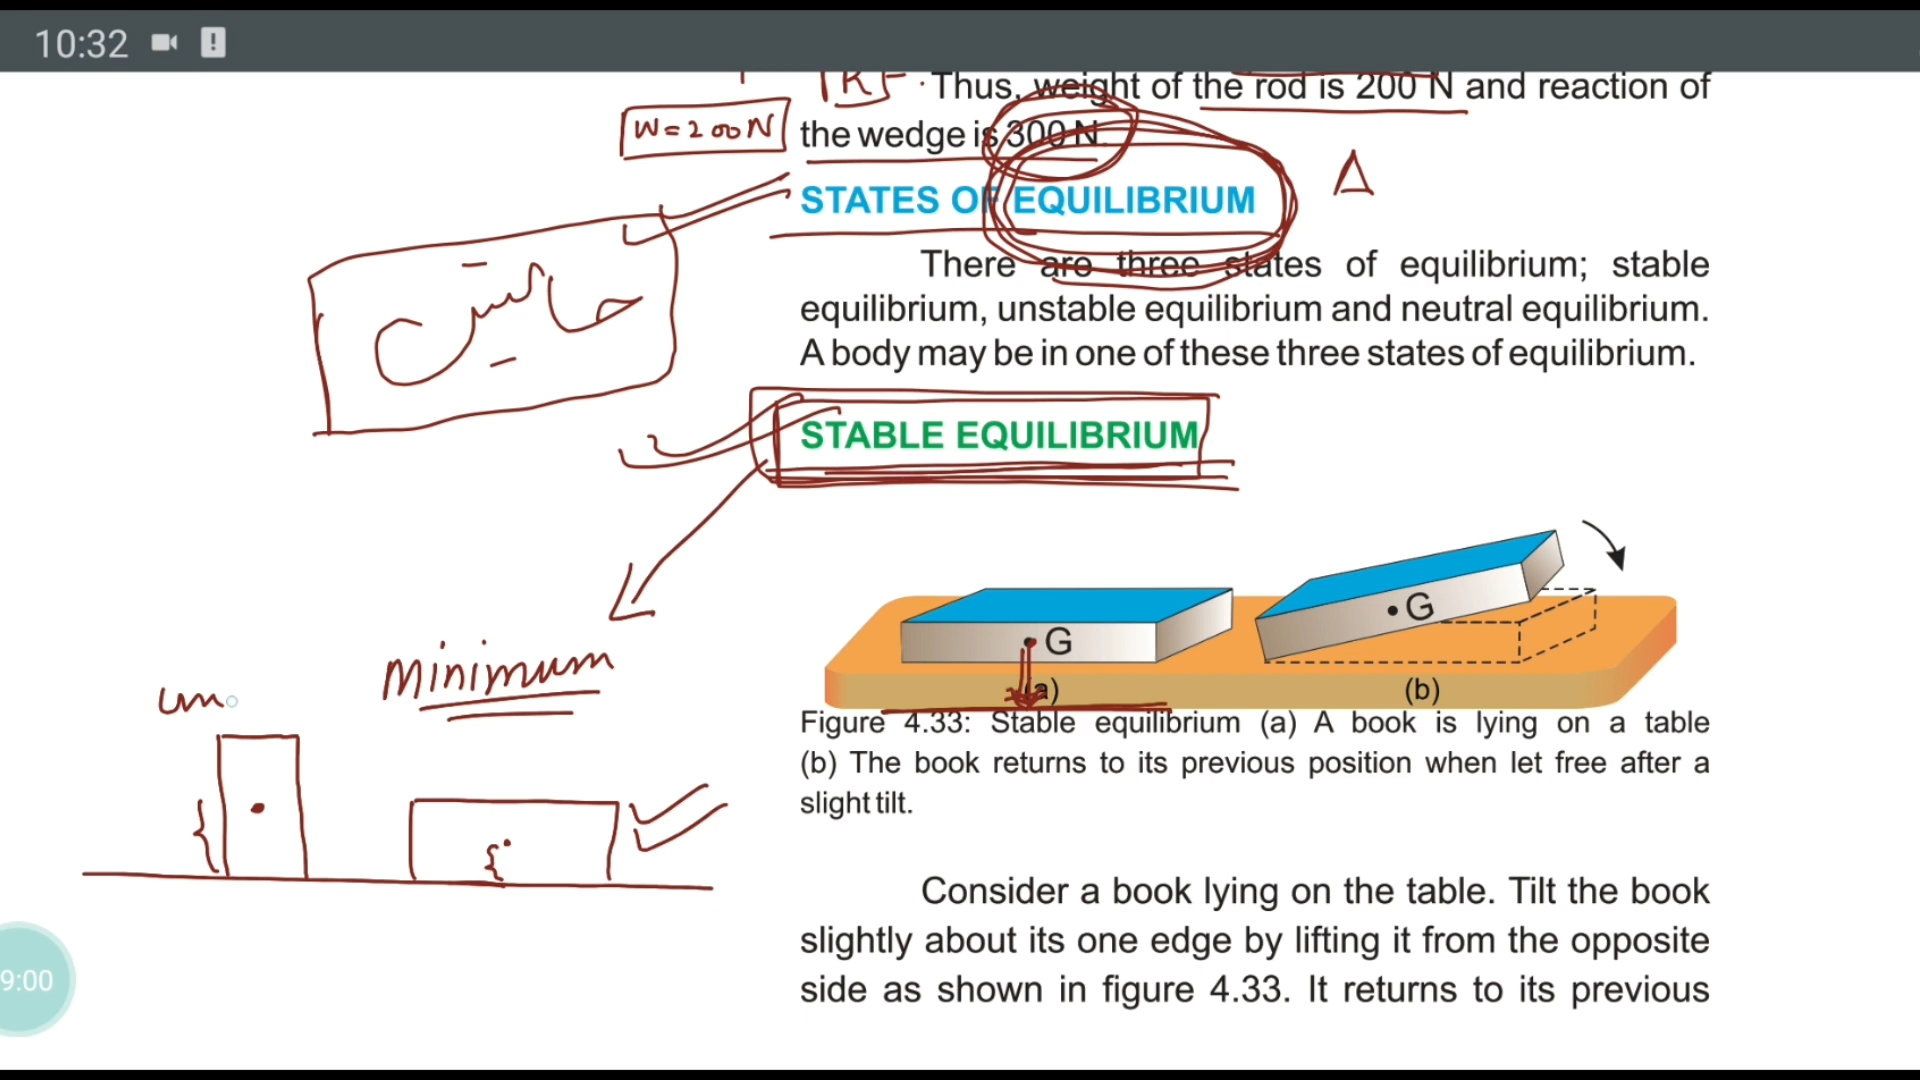 10:32
Thus, weight of the rod is 200 N and reaction of
W=200N
the wedge is 300 N.
STATES OF EQUILIBRIUM
There are three states of equilibrium; stable
equilibrium, unstable equilibrium and neutral equilibrium.
A body may be in one of these three states of equilibrium.
STABLE EQUILIBRIUM
G
G
(a)
(b)
Minimum
Figure 4.33: Stable equilibrium (a) A book is lying on a table
(b) The book returns to its previous position when let free after a
slight tilt.
Consider a book lying on the table. Tilt the book
slightly about its one edge by lifting it from the opposite
side as shown in figure 4.33. It returns to its previous
9:00